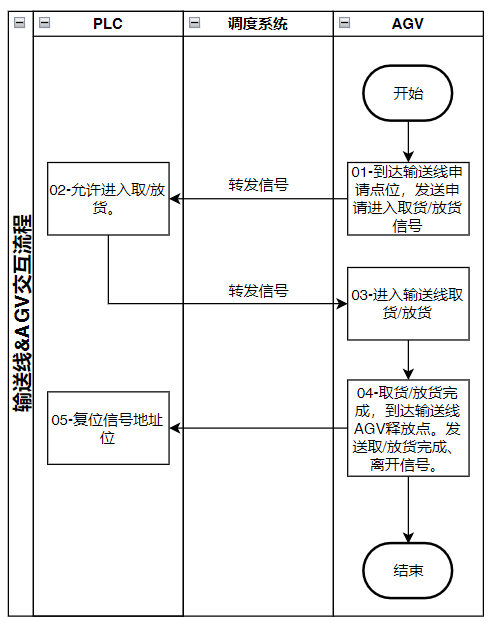 输送线&AGV交互流程
PLC
调度系统
AGV
开始
01-到达输送线申
请点位，发送申
请进入取货/放货
信号
转发信号
02-允许进入取/放
货。
转发信号
03-进入输送线取
货/放货
04-取货/放货完
成，到达输送线
AGV释放点。发
送取/放货完成、
离开信号。
05-复位信号地址
位
结束